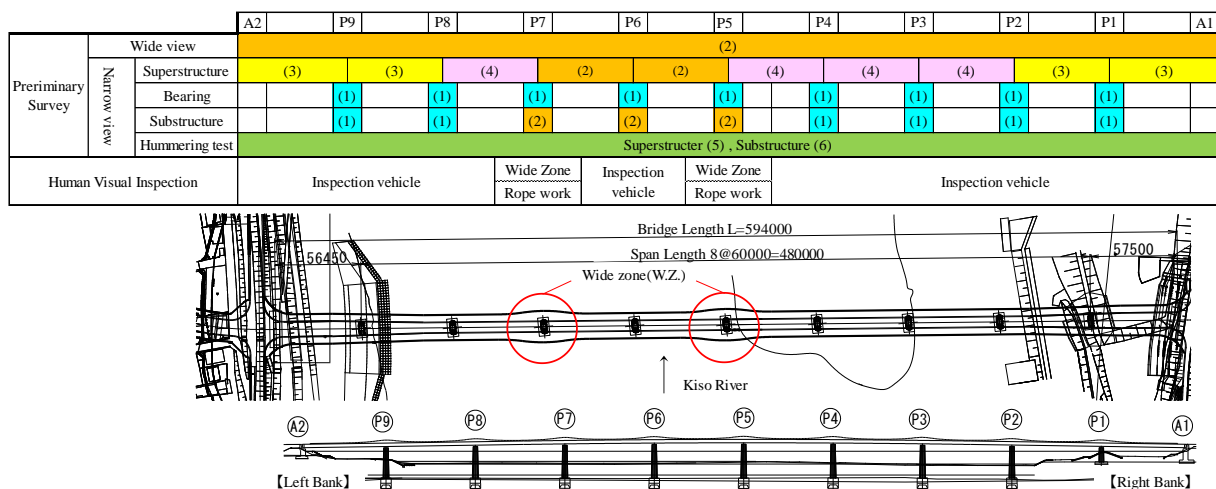 A2 P9 P8 P7 P6 P5 P4 P3 P2 P1 A1
Prerliminary Survey
Wide view (2)
Narrow view
Superstructure (3) (3) (4) (2) (2) (4) (4) (4) (3) (3)
Bearing (1) (1) (1) (1) (1) (1) (1) (1) (1)
Substructure (1) (1) (2) (2) (2) (1) (1) (1) (1)
Hummering test Superstructer (5) , Substructure (6)
Human Visual Inspection Inspection vehicle Wide Zone Rope work Inspection vehicle Wide Zone Rope work Inspection vehicle
Bridge Length L=594000
56450 Span Length 8@60000=480000 57500
Wide zone(W.Z.)
Kiso River
A2 P9 P8 P7 P6 P5 P4 P3 P2 P1 A1
【Left Bank】 【Right Bank】